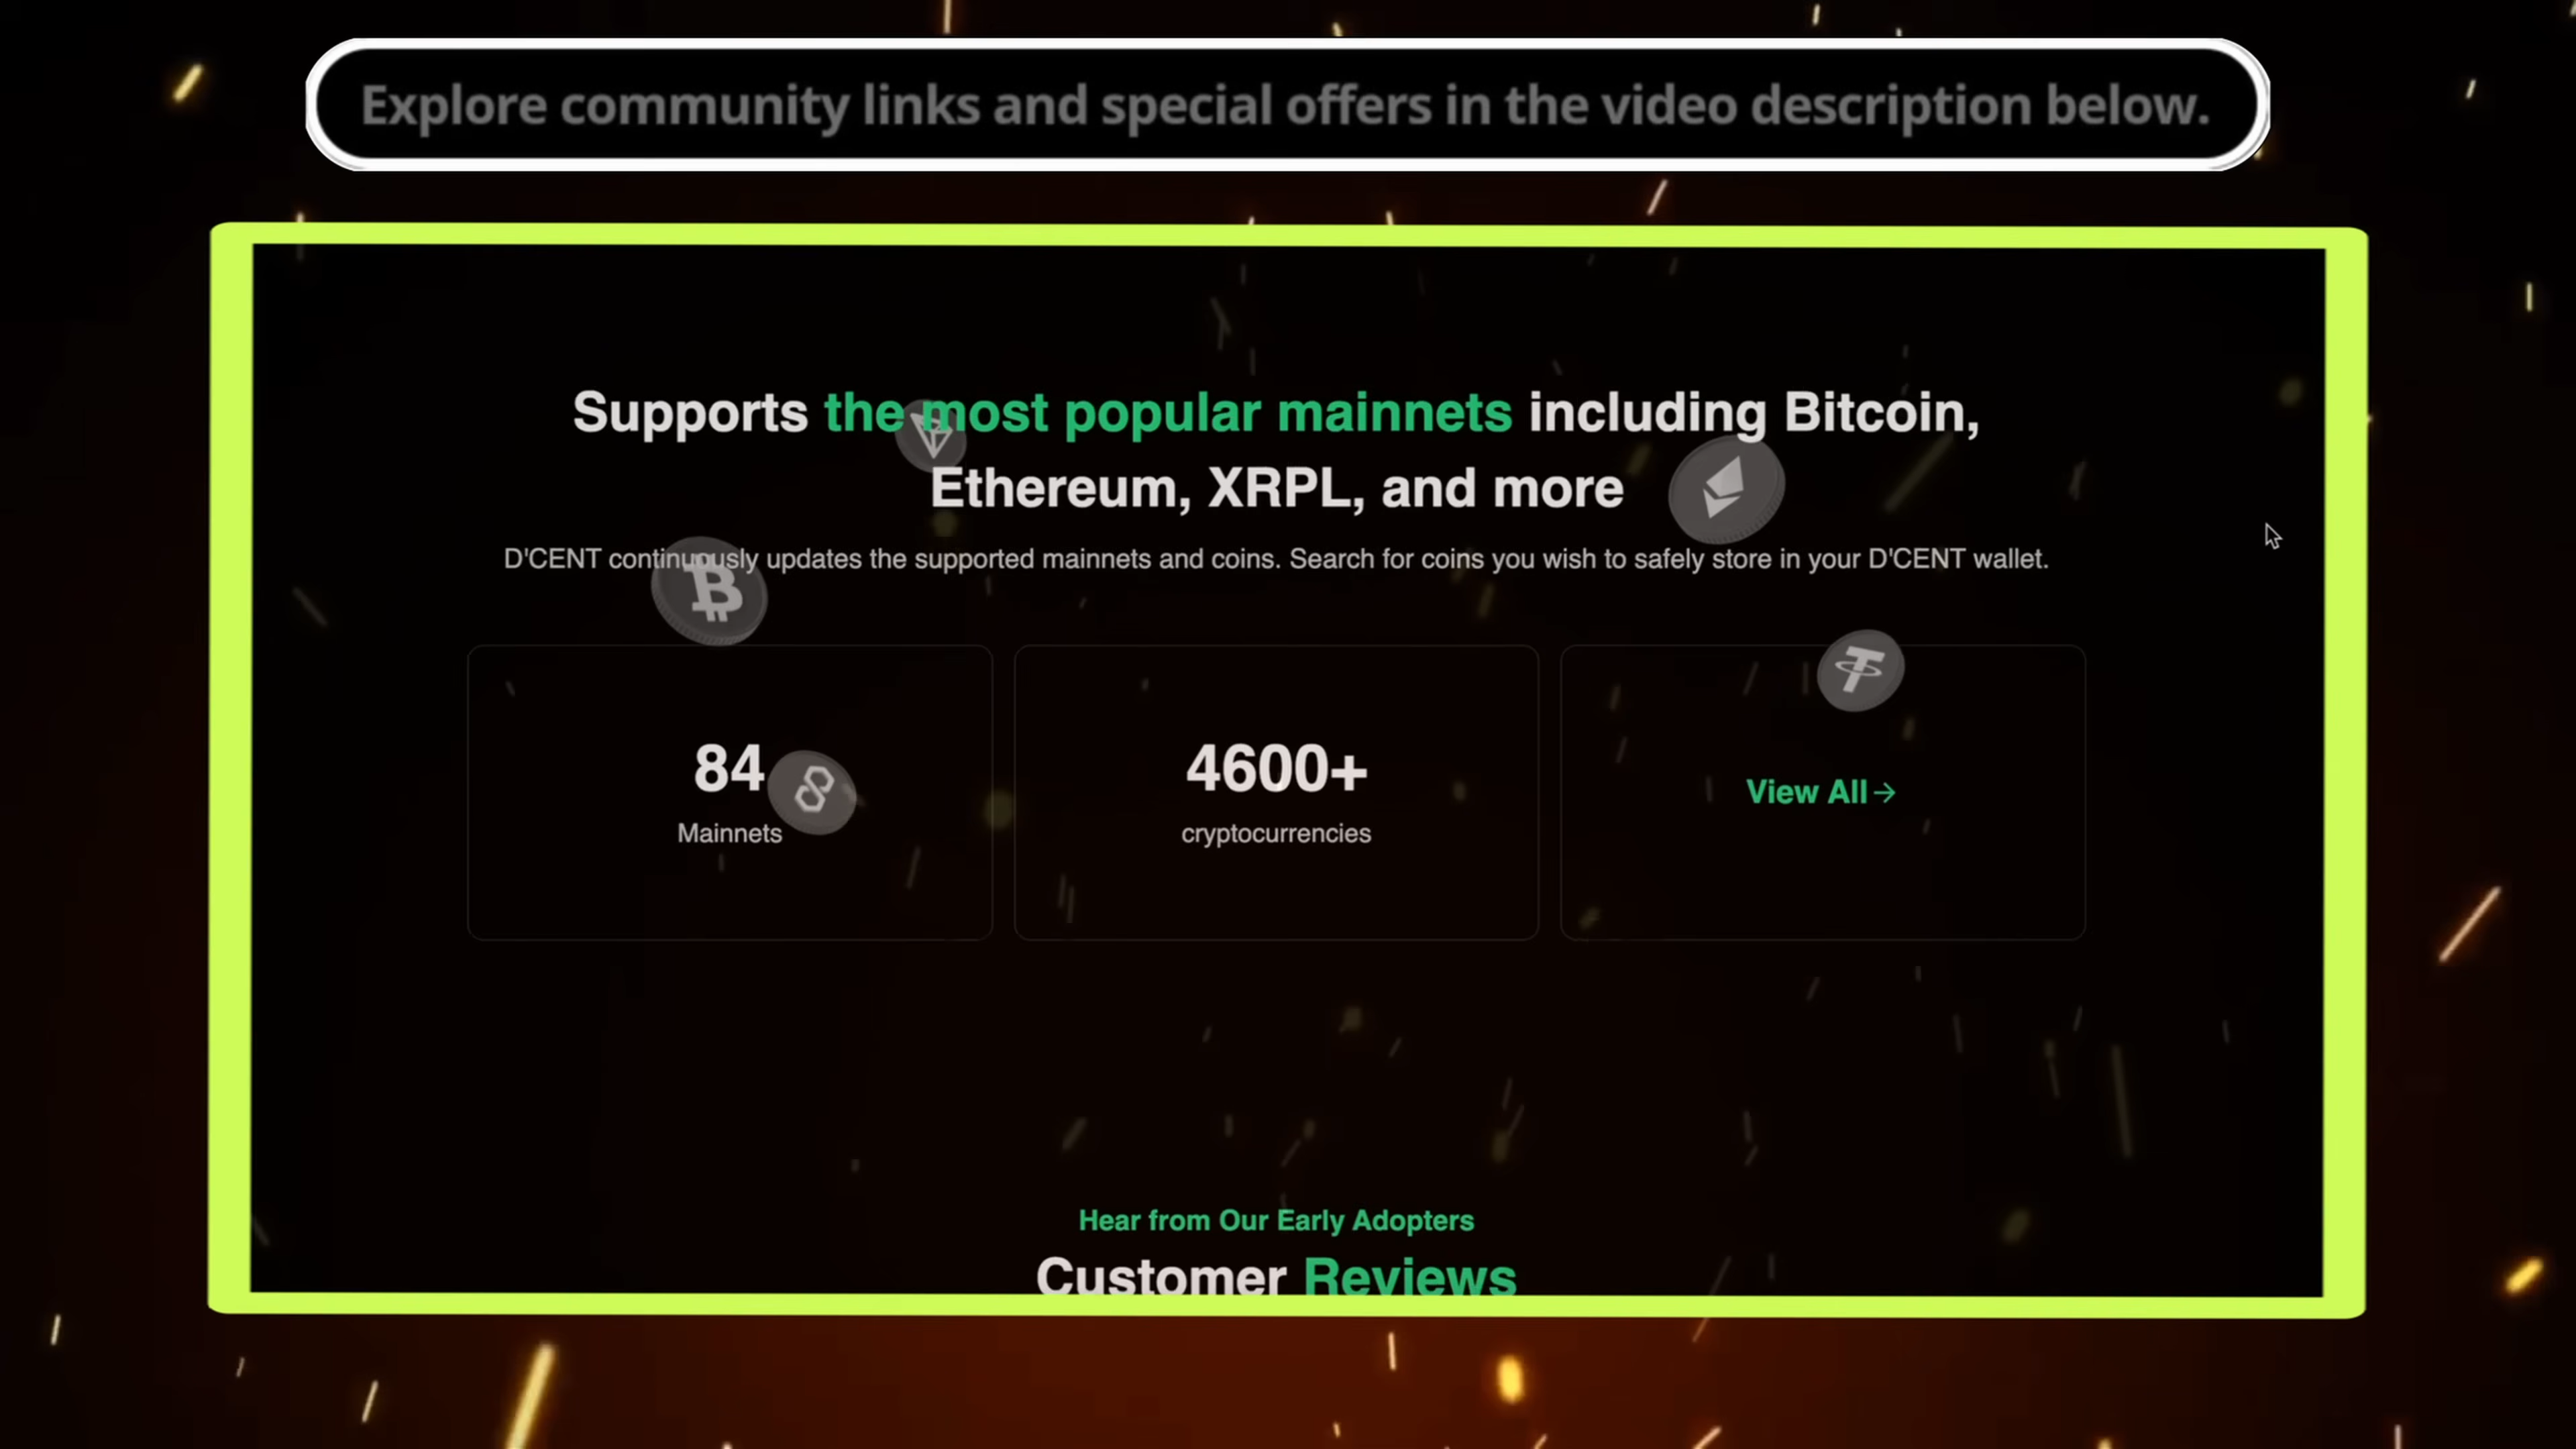 Explore community links and special offers in the video description below.
Supports the most popular mainnets including Bitcoin,
Ethereum, XRPL, and more
D'CENT continuously updates the supported mainnets and coins. Search for coins you wish to safely store in your D'CENT wallet.
84
Mainnets
4600+
cryptocurrencies
View All→
Hear from Our Early Adopters
Customer Reviews